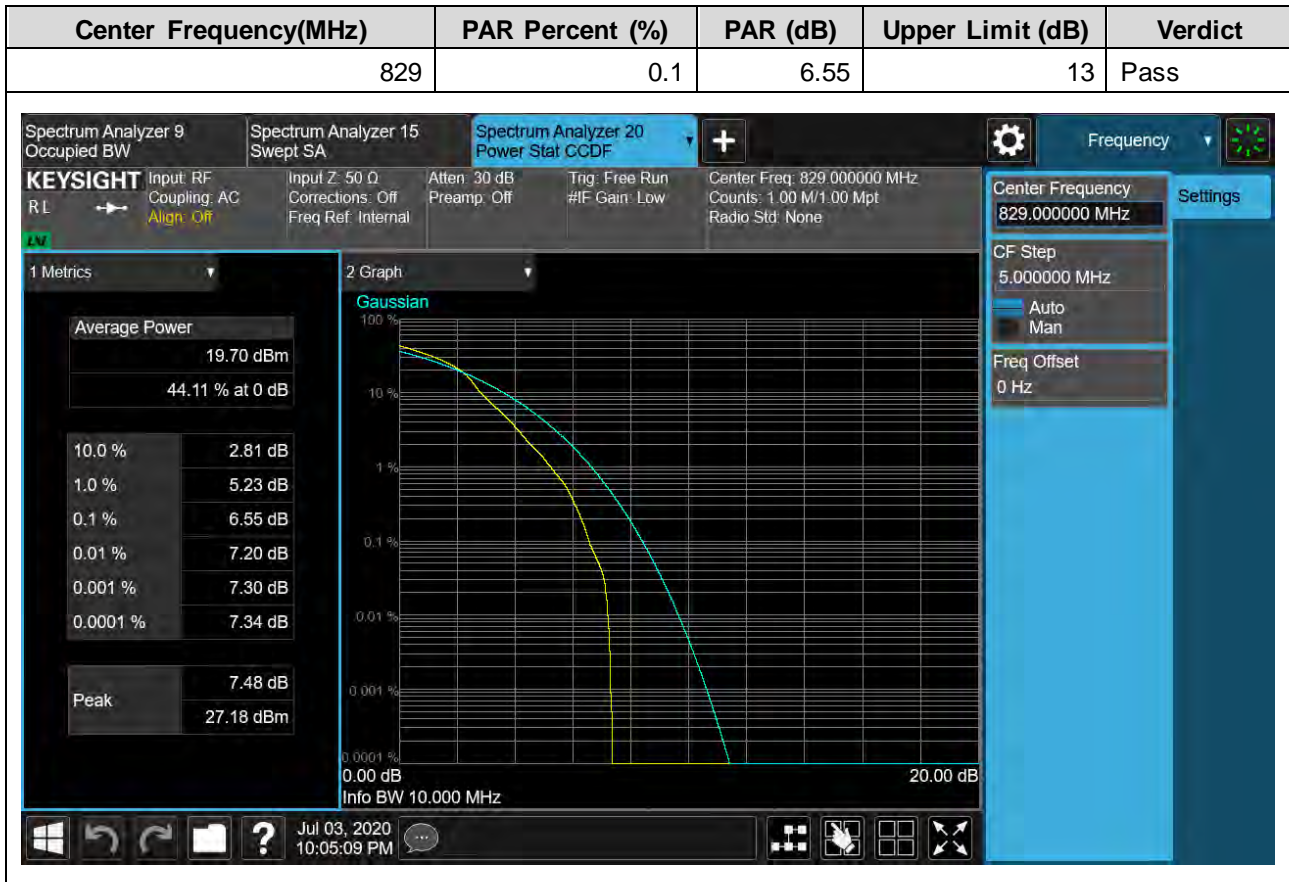 Center Frequency(MHz) PAR Percent (%) PAR (dB) Upper Limit (dB) Verdict
829 0.1 6.55 13 Pass
Spectrum Analyzer 9
Occupied BW
Spectrum Analyzer 15
Swept SA
Spectrum Analyzer 20
Power Stat CCDF
Frequency
KEYSIGHT
RL
LXI
Input: RF
Coupling: AC
Align: Off
Input Z: 50 Ω
Corrections: Off
Freq Ref: Internal
Atten: 30 dB
Preamp: Off
Trig: Free Run
#IF Gain: Low
Center Freq: 829.000000 MHz
Counts: 1.00 M/1.00 Mpt
Radio Std: None
Center Frequency
829.000000 MHz
Settings
CF Step
5.000000 MHz
Auto
Man
Freq Offset
0 Hz
1 Metrics
Average Power
19.70 dBm
44.11 % at 0 dB
10.0 % 2.81 dB
1.0 % 5.23 dB
0.1 % 6.55 dB
0.01 % 7.20 dB
0.001 % 7.30 dB
0.0001 % 7.34 dB
Peak
7.48 dB
27.18 dBm
2 Graph
Gaussian
100 %
10 %
1 %
0.1 %
0.01 %
0.001 %
0.0001 %
0.00 dB 20.00 dB
Info BW 10.000 MHz
?
Jul 03, 2020
10:05:09 PM